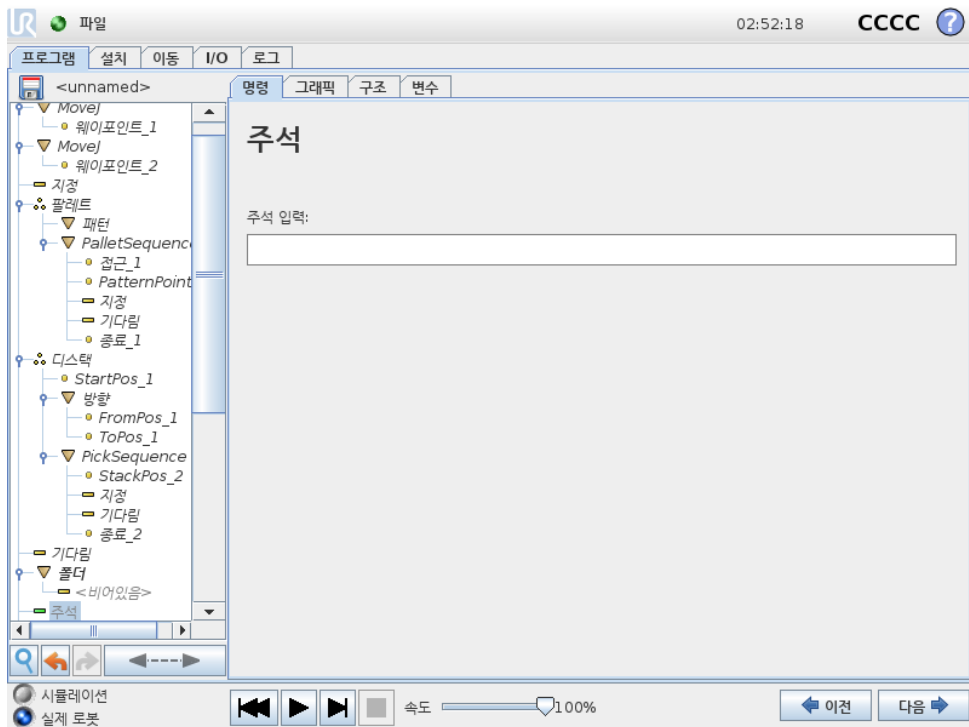 UR 파일 02:52:18 CCCC ?
프로그램 설치 이동 I/O 로그
<unnamed>
명령 그래픽 구조 변수
MoveJ
웨이포인트_1
MoveJ
웨이포인트_2
지정
팔레트
패턴
PalletSequenc
접근_1
PatternPoint
지정
기다림
종료_1
디스택
StartPos_1
방향
FromPos_1
ToPos_1
PickSequence
StackPos_2
지정
기다림
종료_2
기다림
폴더
<비어있음>
주석
주석
주석 입력:
시뮬레이션
실제 로봇
속도 100%
이전 다음